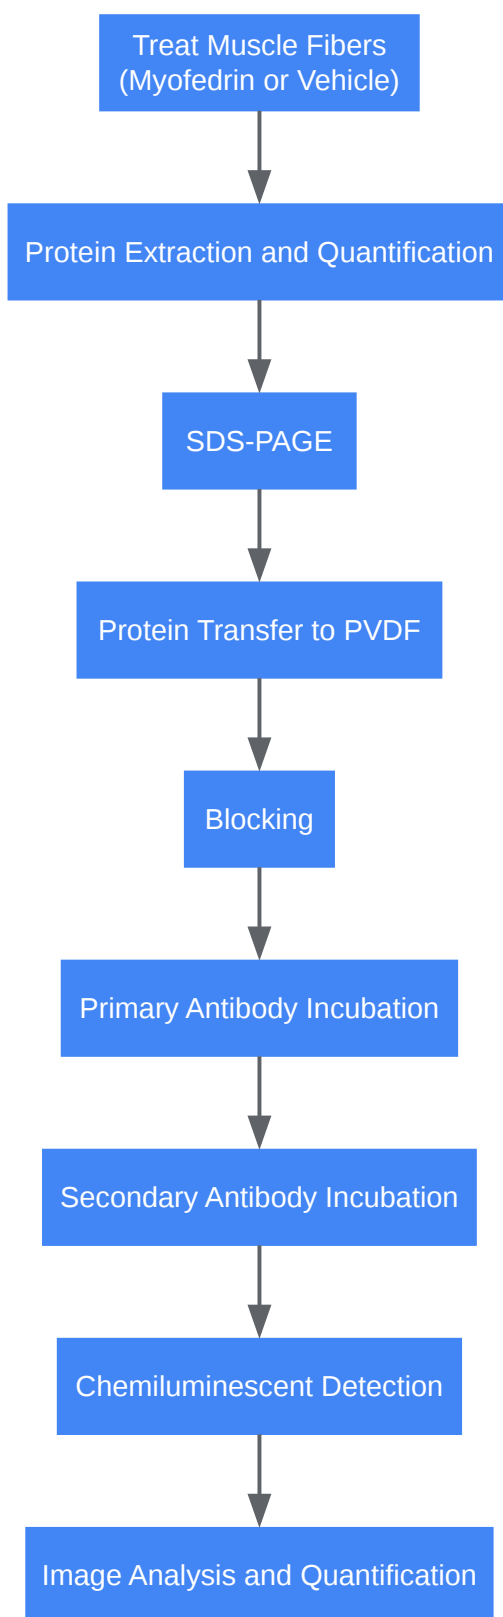 Treat Muscle Fibers
(Myofedrin or Vehicle)
Protein Extraction and Quantification
SDS-PAGE
Protein Transfer to PVDF
Blocking
Primary Antibody Incubation
Secondary Antibody Incubation
Chemiluminescent Detection
Image Analysis and Quantification